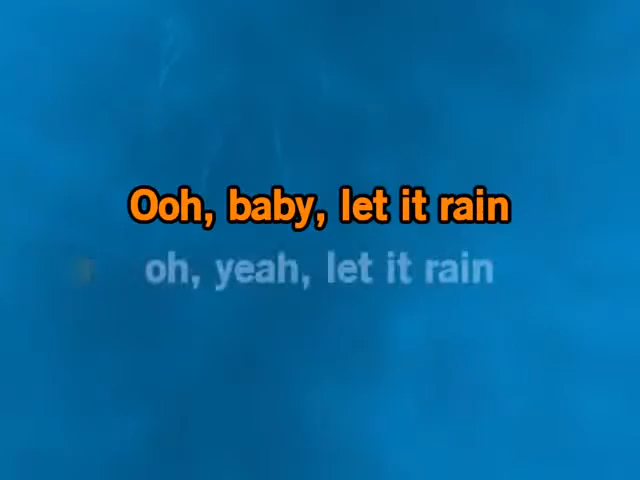 Ooh, baby, let it rain
oh, yeah, let it rain